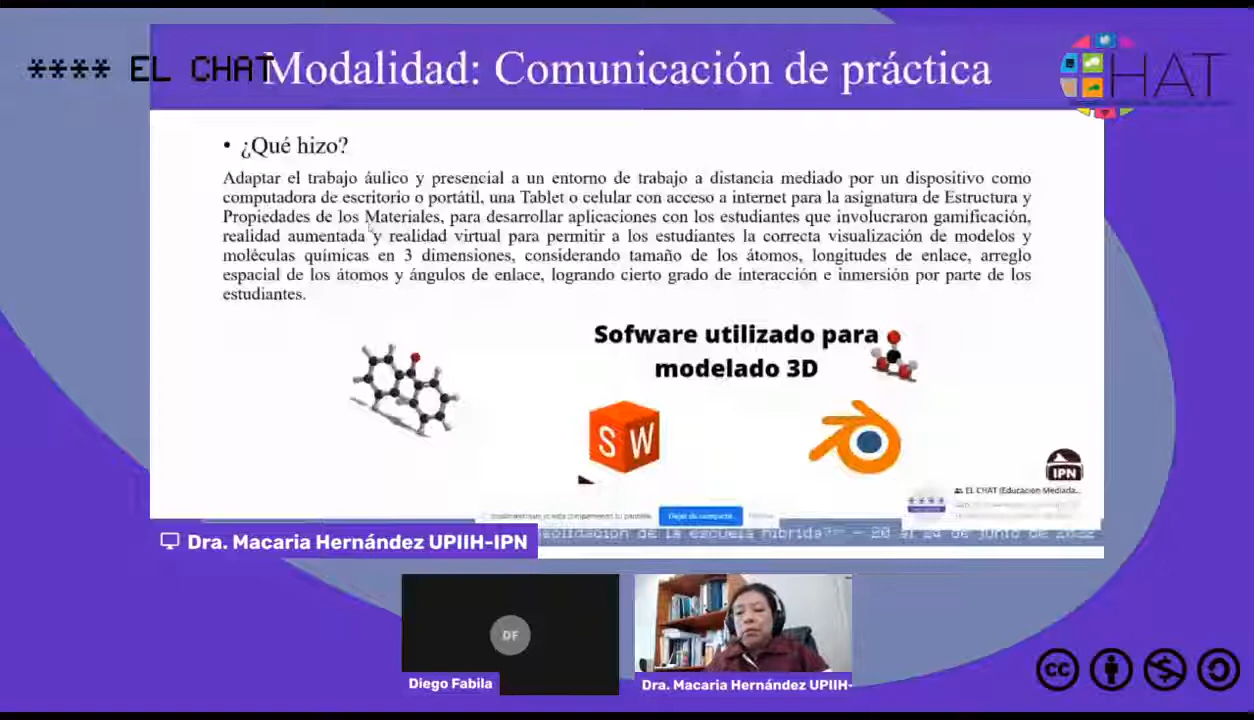 **** EL CHAT
Modalidad: Comunicación de práctica
HAT
• ¿Qué hizo?
Adaptar el trabajo áulico y presencial a un entorno de trabajo a distancia mediado por un dispositivo como
computadora de escritorio o portátil, una Tablet o celular con acceso a internet para la asignatura de Estructura y
Propiedades de los Materiales, para desarrollar aplicaciones con los estudiantes que involucraron gamificación,
realidad aumentada y realidad virtual para permitir a los estudiantes la correcta visualización de modelos y
moléculas químicas en 3 dimensiones, considerando tamaño de los átomos, longitudes de enlace, arreglo
espacial de los átomos y ángulos de enlace, logrando cierto grado de interacción e inmersión por parte de los
estudiantes.
Sofware utilizado para
modelado 3D
S W
IPN
EL CHAT (Educación Mediada...
Dejar de compartir
de la escuela híbrida?" - 20 al 24 de junio de 2022
Dra. Macaria Hernández UPIIH-IPN
DF
Diego Fabila
Dra. Macaria Hernández UPIIH-
CC